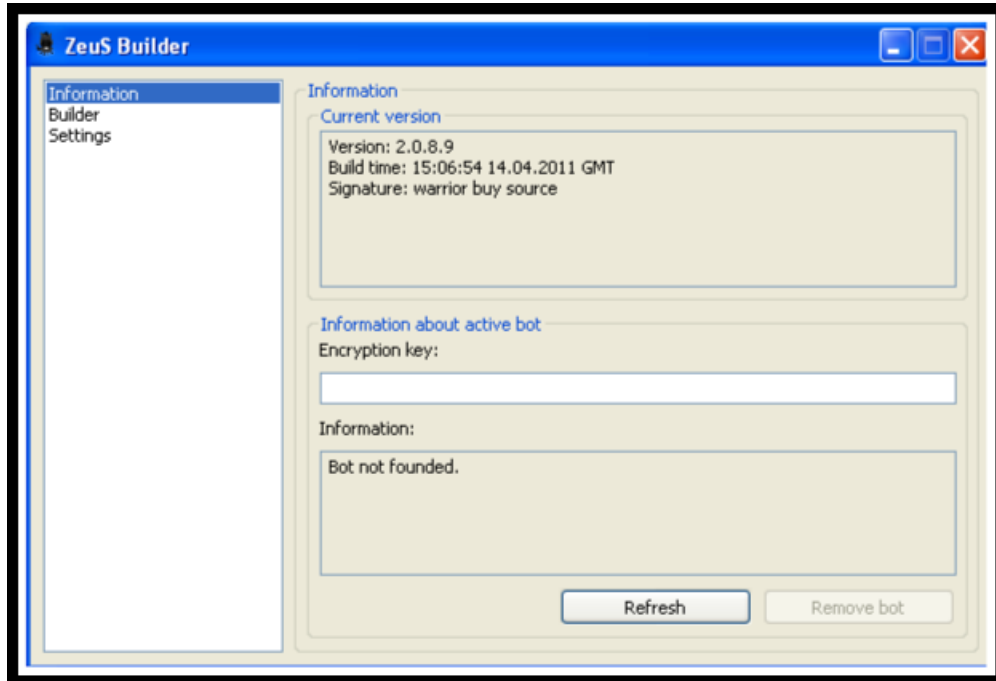 ZeuS Builder
Information
Builder
Settings
Information
Current version
Version: 2.0.8.9
Build time: 15:06:54 14.04.2011 GMT
Signature: warrior buy source
Information about active bot
Encryption key:
Information:
Bot not founded.
Refresh
Remove bot